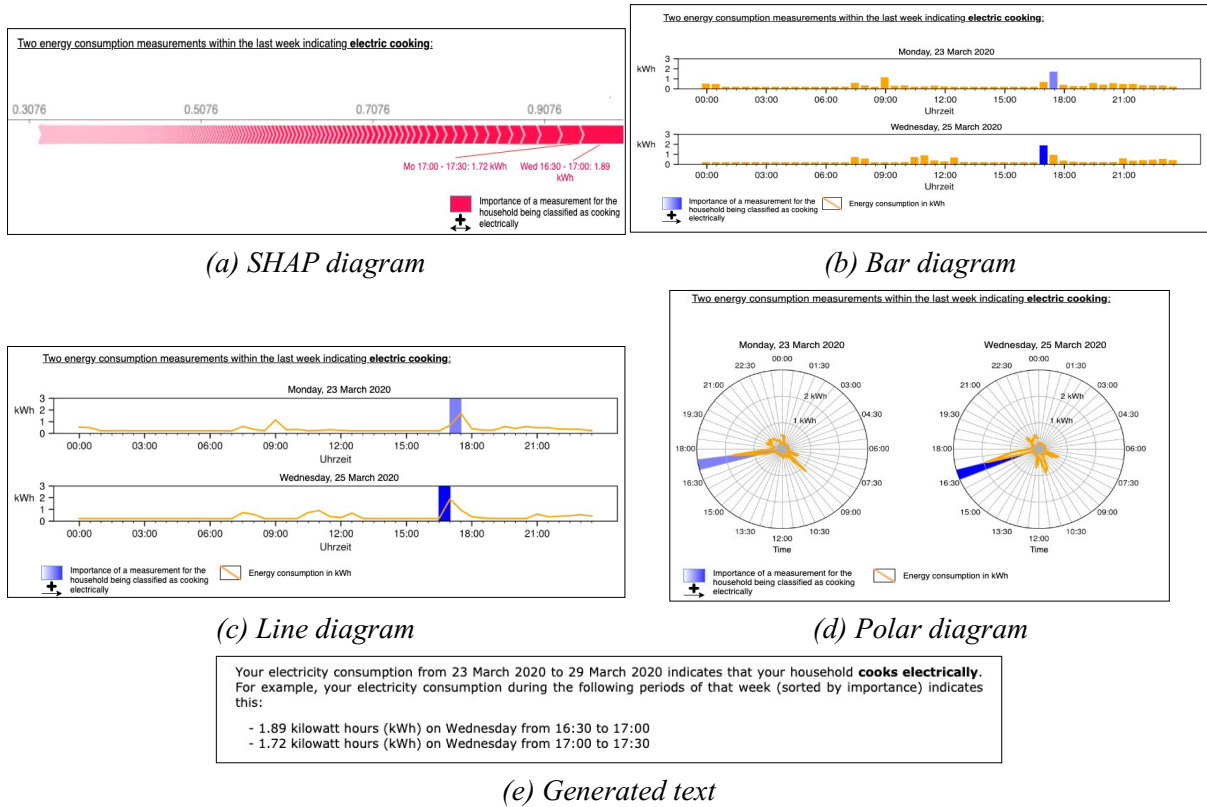 Two energy consumption measurements within the last week indicating electric cooking:
0.3076 0.5076 0.7076 0.9076
Mo 17:00 - 17:30: 1.72 kWh
Wed 16:30 - 17:00: 1.89
kWh
Importance of a measurement for the
household being classified as cooking
electrically
(a) SHAP diagram
Two energy consumption measurements within the last week indicating electric cooking:
Monday, 23 March 2020
kWh
3
2
1
0
00:00 03:00 06:00 09:00 12:00 15:00 18:00 21:00
Uhrzeit
Wednesday, 25 March 2020
kWh
3
2
1
0
00:00 03:00 06:00 09:00 12:00 15:00 18:00 21:00
Uhrzeit
Importance of a measurement for the
household being classified as cooking
electrically
Energy consumption in kWh
(b) Bar diagram
Two energy consumption measurements within the last week indicating electric cooking:
Monday, 23 March 2020
kWh
3
2
1
0
00:00 03:00 06:00 09:00 12:00 15:00 18:00 21:00
Uhrzeit
Wednesday, 25 March 2020
kWh
3
2
1
0
00:00 03:00 06:00 09:00 12:00 15:00 18:00 21:00
Uhrzeit
Importance of a measurement for the
household being classified as cooking
electrically
Energy consumption in kWh
(c) Line diagram
Two energy consumption measurements within the last week indicating electric cooking:
Monday, 23 March 2020
00:00
01:30
03:00
04:30
06:00
07:30
09:00
10:30
12:00
13:30
15:00
16:30
18:00
19:30
21:00
22:30
2 kWh
1 kWh
Time
Wednesday, 25 March 2020
00:00
01:30
03:00
04:30
06:00
07:30
09:00
10:30
12:00
13:30
15:00
16:30
18:00
19:30
21:00
22:30
2 kWh
1 kWh
Time
Importance of a measurement for the
household being classified as cooking
electrically
Energy consumption in kWh
(d) Polar diagram
Your electricity consumption from 23 March 2020 to 29 March 2020 indicates that your household cooks electrically.
For example, your electricity consumption during the following periods of that week (sorted by importance) indicates
this:
- 1.89 kilowatt hours (kWh) on Wednesday from 16:30 to 17:00
- 1.72 kilowatt hours (kWh) on Wednesday from 17:00 to 17:30
(e) Generated text